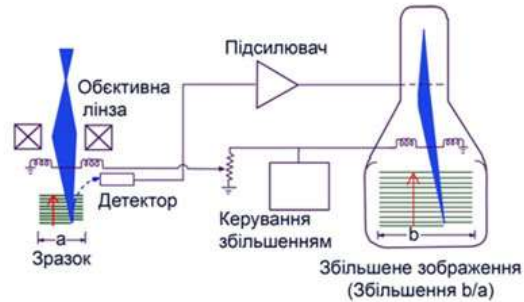 Підсилювач
Обєктивна
лінза
Детектор
a
Зразок
Керування
збільшенням
b
Збільшене зображення
(Збільшення b/a)